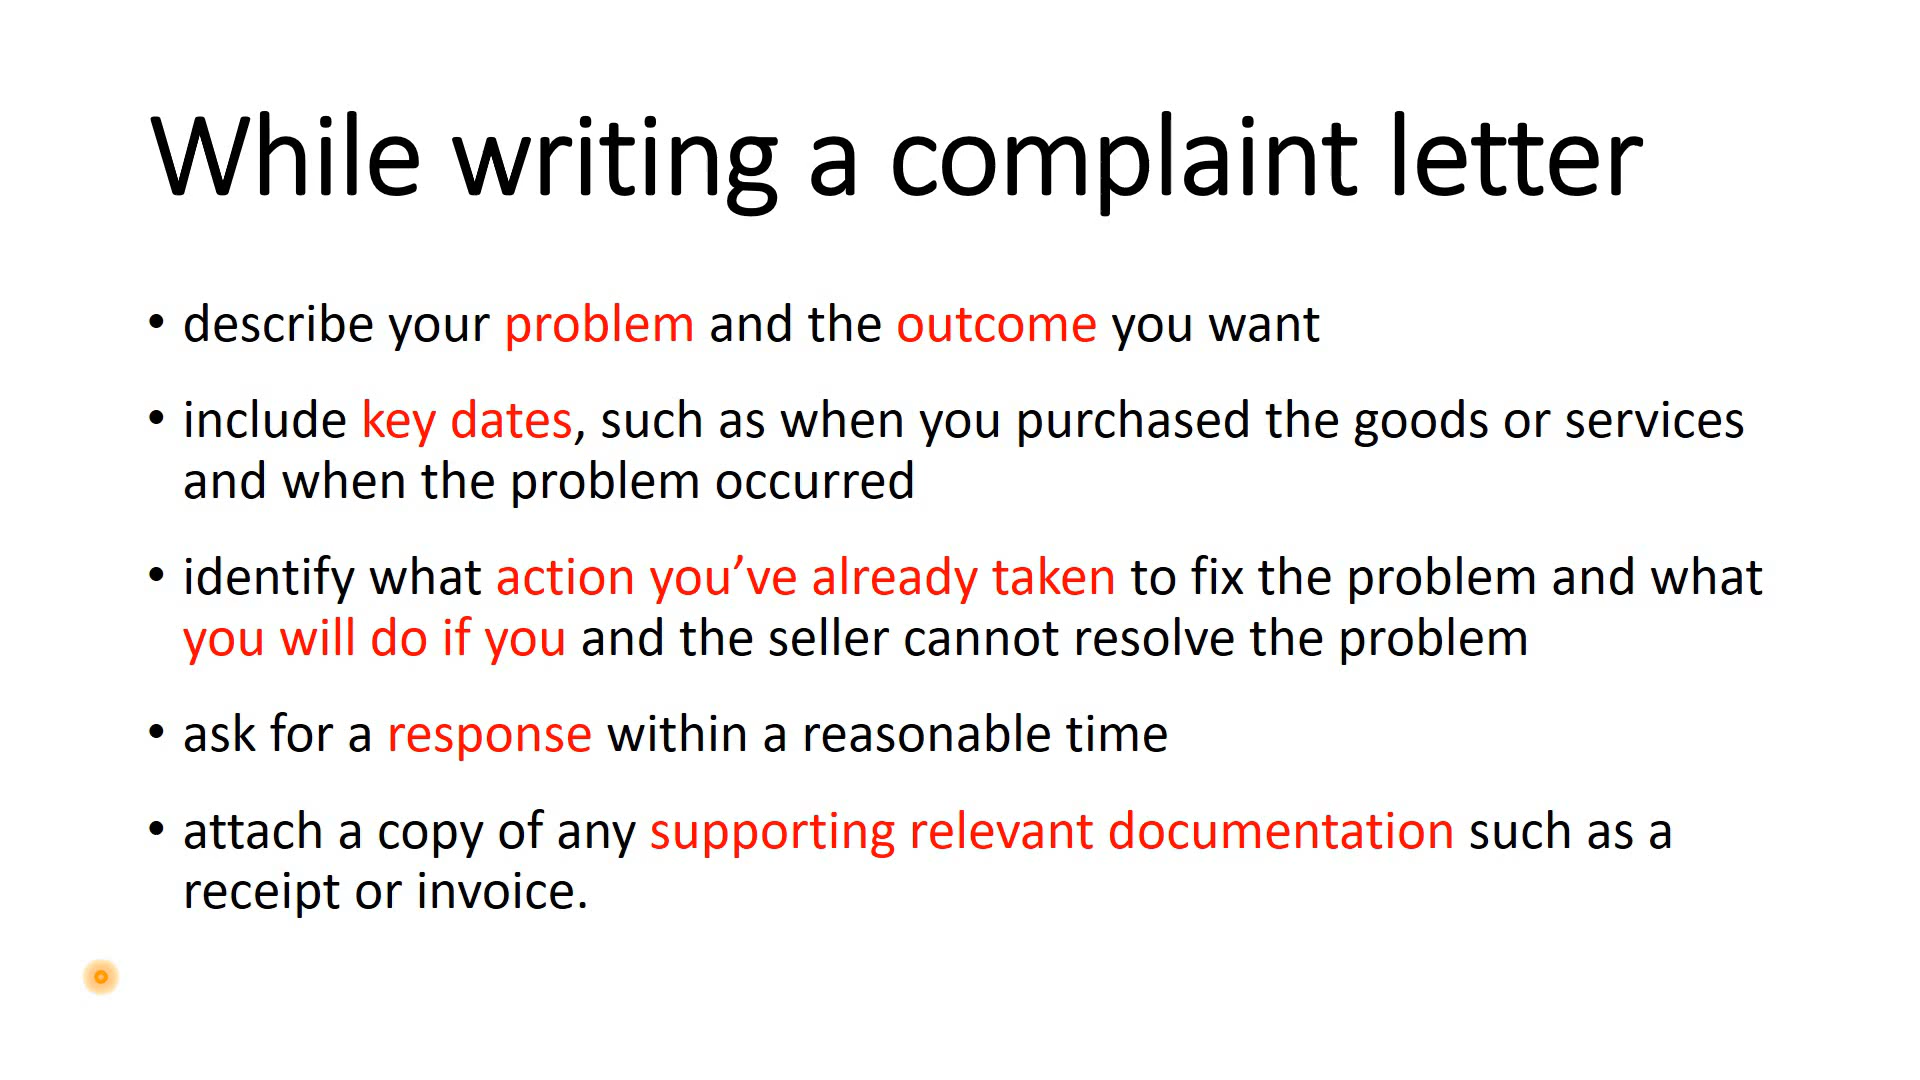 While writing a complaint letter
• describe your problem and the outcome you want
• include key dates, such as when you purchased the goods or services
and when the problem occurred
• identify what action you’ve already taken to fix the problem and what
you will do if you and the seller cannot resolve the problem
• ask for a response within a reasonable time
• attach a copy of any supporting relevant documentation such as a
receipt or invoice.